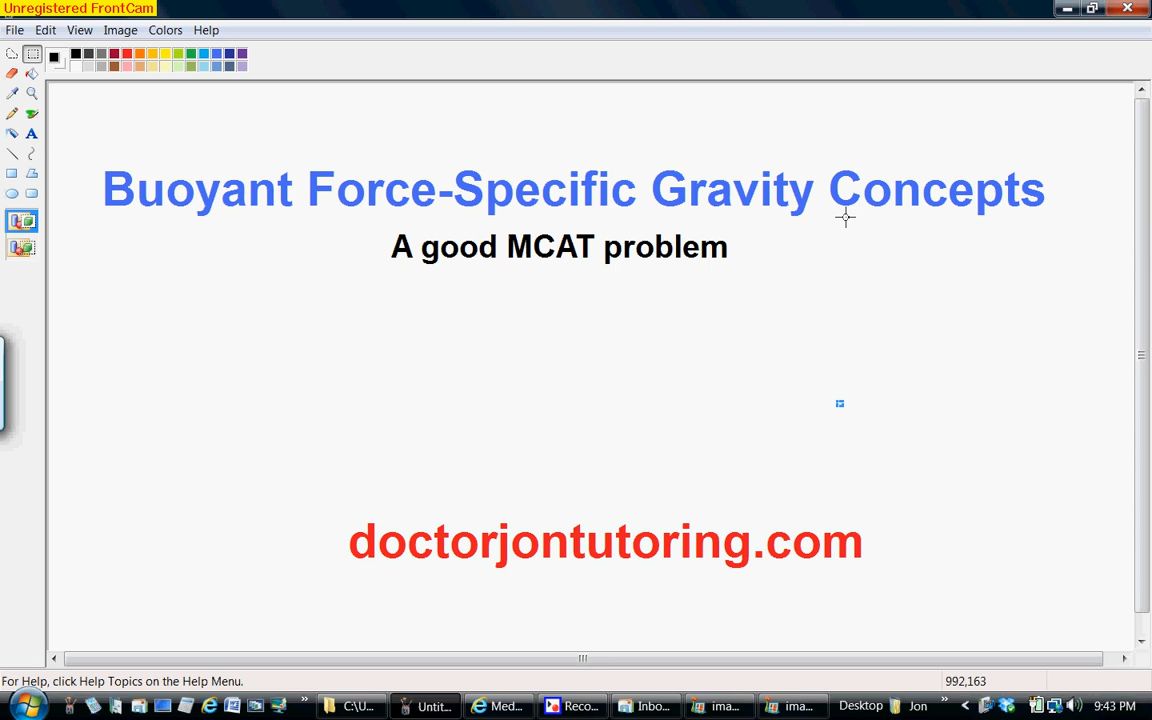 Unregistered FrontCam
File Edit View Image Colors Help
Buoyant Force-Specific Gravity Concepts
A good MCAT problem
doctorjontutoring.com
For Help, click Help Topics on the Help Menu.
992,163
C:\U... Untit... Med... Reco... Inbo... ima... ima... Desktop » Jon » 9:43 PM